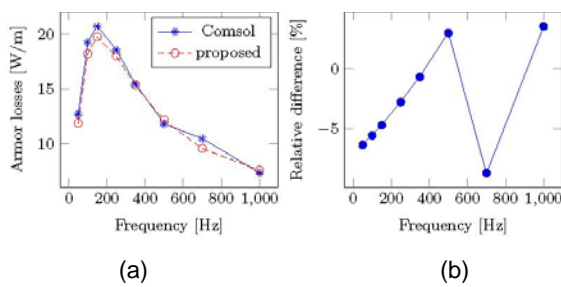 Armor losses [W/m]
20
15
10
Comsol
proposed
0 200 400 600 800 1,000
Frequency [Hz]
(a)
Relative difference [%]
0
−5
0 200 400 600 800 1,000
Frequency [Hz]
(b)